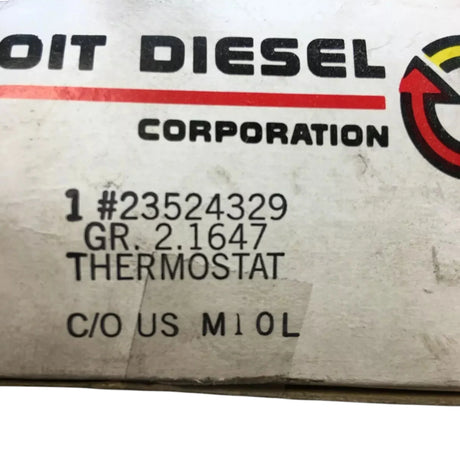 OIT DIESEL
CORPORATION
1 #23524329
GR. 2.1647
THERMOSTAT
C/O US M10L